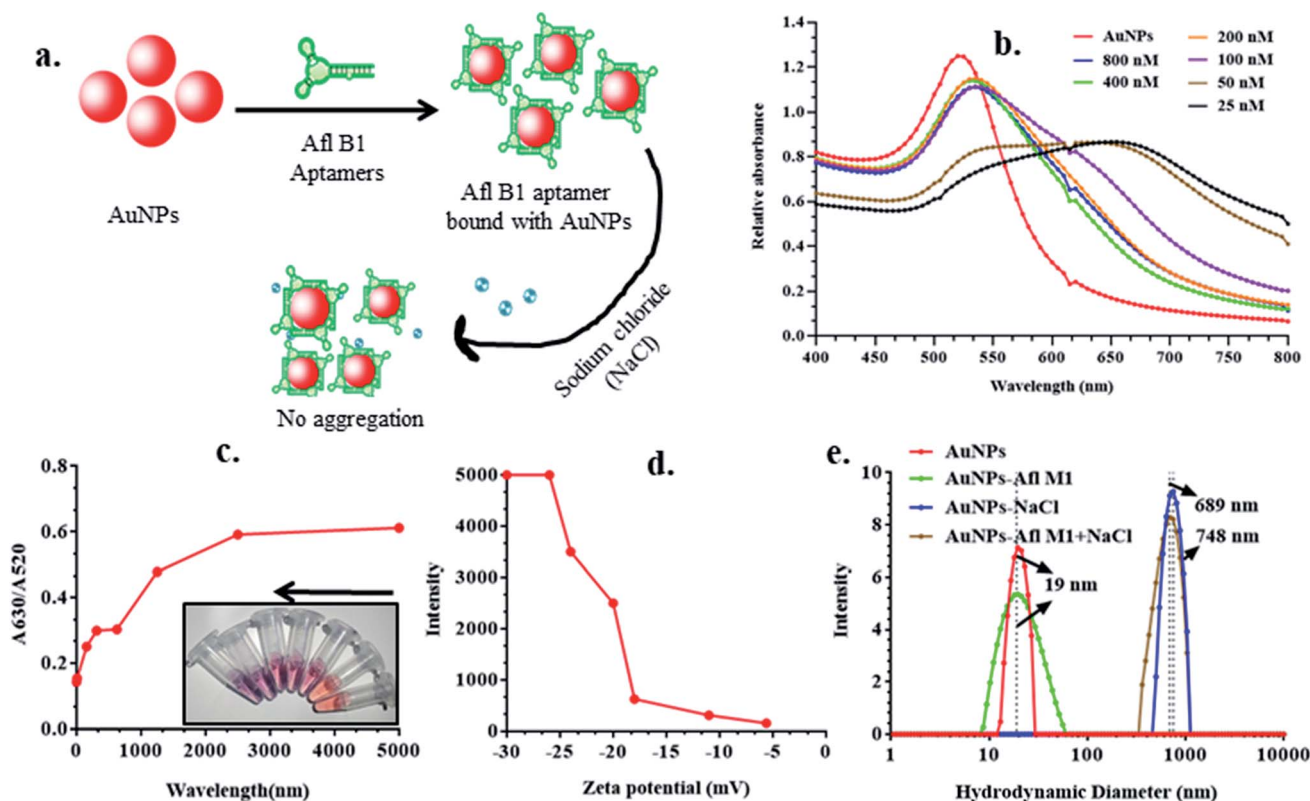 a.
AuNPs
Afl B1
Aptamers
Afl B1 aptamer
bound with AuNPs
Sodium chloride
(NaCl)
No aggregation
b.
AuNPs
800 nM
400 nM
200 nM
100 nM
50 nM
25 nM
Relative absorbance
1.4
1.2
1.0
0.8
0.6
0.4
0.2
0.0
400 450 500 550 600 650 700 750 800
Wavelength (nm)
c.
A630/A520
0.8
0.6
0.4
0.2
0.0
0 1000 2000 3000 4000 5000
Wavelength(nm)
d.
Intensity
5000
4000
3000
2000
1000
0
-30 -25 -20 -15 -10 -5 0
Zeta potential (mV)
e.
AuNPs
AuNPs-Afl M1
AuNPs-NaCl
AuNPs-Afl M1+NaCl
Intensity
10
8
6
4
2
0
19 nm
689 nm
748 nm
1 10 100 1000 10000
Hydrodynamic Diameter (nm)